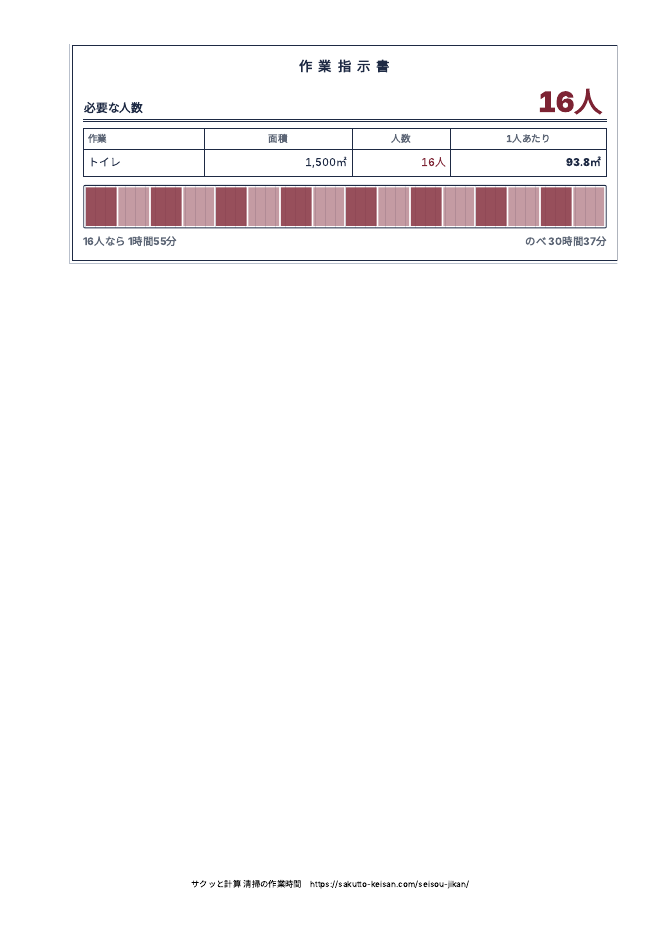 作業指示書
必要な人数 16人
作業 面積 人数 1人あたり
トイレ 1,500㎡ 16人 93.8㎡
16人なら 1時間55分 のべ 30時間37分
サクッと計算 清掃の作業時間 https://sakutto-keisan.com/seisou-jikan/